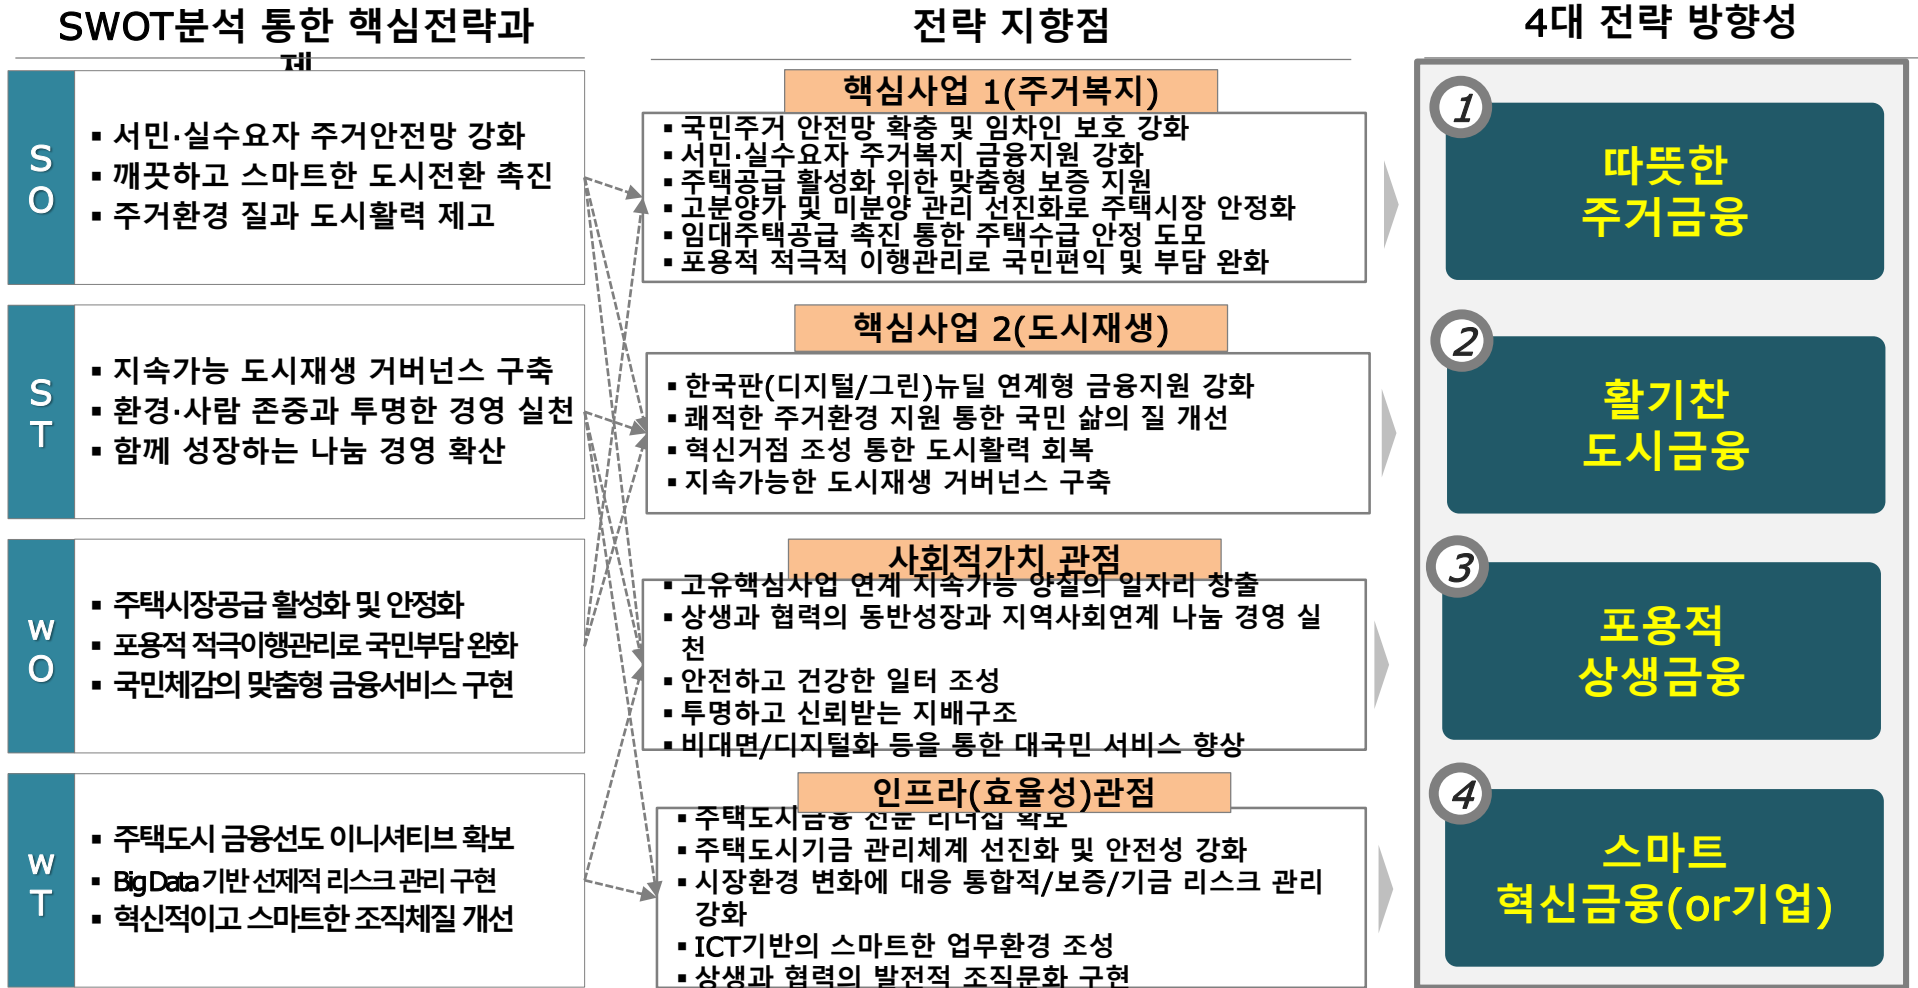 SWOT분석 통한 핵심전략과
제
전략 지향점
4대 전략 방향성
S
O
▪ 서민·실수요자 주거안전망 강화
▪ 깨끗하고 스마트한 도시전환 촉진
▪ 주거환경 질과 도시활력 제고
S
T
▪ 지속가능 도시재생 거버넌스 구축
▪ 환경·사람 존중과 투명한 경영 실천
▪ 함께 성장하는 나눔 경영 확산
W
O
▪ 주택시장공급 활성화 및 안정화
▪ 포용적 적극이행관리로 국민부담 완화
▪ 국민체감의 맞춤형 금융서비스 구현
W
T
▪ 주택도시 금융선도 이니셔티브 확보
▪ Big Data 기반 선제적 리스크 관리 구현
▪ 혁신적이고 스마트한 조직체질 개선
핵심사업 1(주거복지)
▪ 국민주거 안전망 확충 및 임차인 보호 강화
▪ 서민·실수요자 주거복지 금융지원 강화
▪ 주택공급 활성화 위한 맞춤형 보증 지원
▪ 고분양가 및 미분양 관리 선진화로 주택시장 안정화
▪ 임대주택공급 촉진 통한 주택수급 안정 도모
▪ 포용적 적극적 이행관리로 국민편익 및 부담 완화
핵심사업 2(도시재생)
▪ 한국판(디지털/그린)뉴딜 연계형 금융지원 강화
▪ 쾌적한 주거환경 지원 통한 국민 삶의 질 개선
▪ 혁신거점 조성 통한 도시활력 회복
▪ 지속가능한 도시재생 거버넌스 구축
사회적가치 관점
▪ 고유핵심사업 연계 지속가능 양질의 일자리 창출
▪ 상생과 협력의 동반성장과 지역사회연계 나눔 경영 실
천
▪ 안전하고 건강한 일터 조성
▪ 투명하고 신뢰받는 지배구조
▪ 비대면/디지털화 등을 통한 대국민 서비스 향상
인프라(효율성)관점
▪ 주택도시금융 전문 리더십 확보
▪ 주택도시기금 관리체계 선진화 및 안전성 강화
▪ 시장환경 변화에 대응 통합적/보증/기금 리스크 관리
강화
▪ ICT기반의 스마트한 업무환경 조성
▪ 상생과 협력의 발전적 조직문화 구현
1
따뜻한
주거금융
2
활기찬
도시금융
3
포용적
상생금융
4
스마트
혁신금융(or기업)